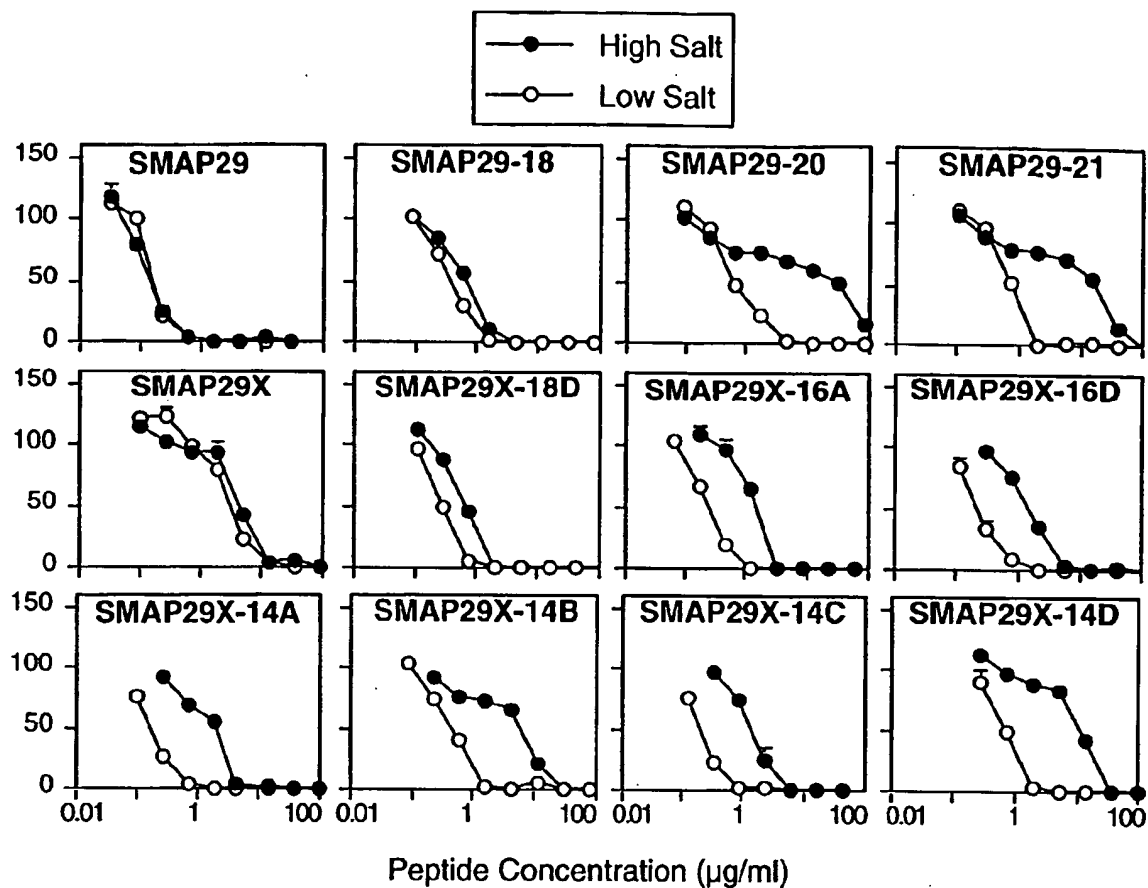 High Salt
Low Salt
150 SMAP29 SMAP29-18 SMAP29-20 SMAP29-21
100
50
0
150 SMAP29X SMAP29X-18D SMAP29X-16A SMAP29X-16D
100
50
0
150 SMAP29X-14A SMAP29X-14B SMAP29X-14C SMAP29X-14D
100
50
0
0.01 1 100 0.01 1 100 0.01 1 100 0.01 1 100
Peptide Concentration (µg/ml)